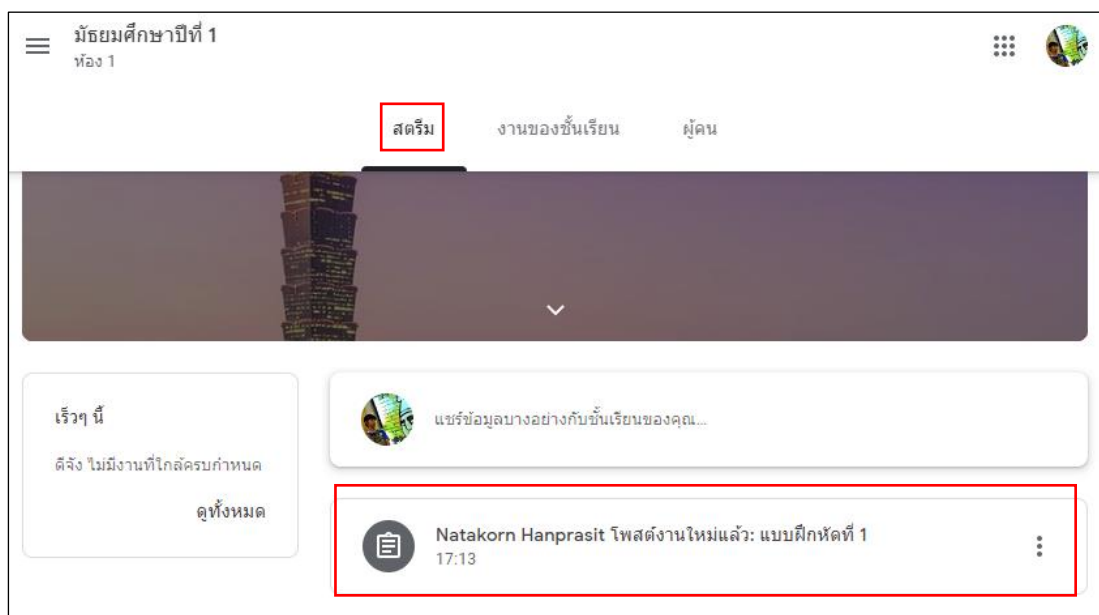 มัธยมศึกษาปีที่ 1
ห้อง 1
สตรีม งานของชั้นเรียน ผู้คน
เร็วๆ นี้
ดีจัง ไม่มีงานที่ใกล้ครบกำหนด
ดูทั้งหมด
แชร์ข้อมูลบางอย่างกับชั้นเรียนของคุณ...
Natakorn Hanprasit โพสต์งานใหม่แล้ว: แบบฝึกหัดที่ 1
17:13